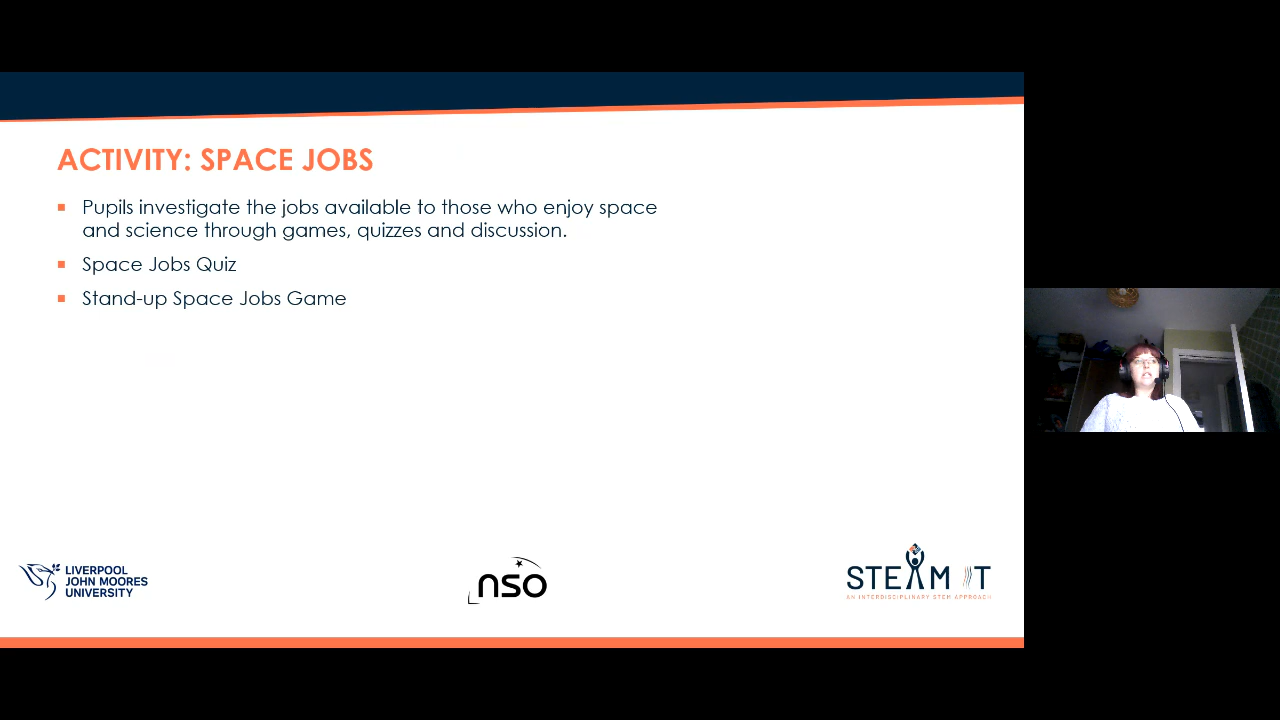 ACTIVITY: SPACE JOBS
Pupils investigate the jobs available to those who enjoy space
and science through games, quizzes and discussion.
Space Jobs Quiz
Stand-up Space Jobs Game
LIVERPOOL
JOHN MOORES
UNIVERSITY
nso
STEAM IT
AN INTERDISCIPLINARY STEM APPROACH